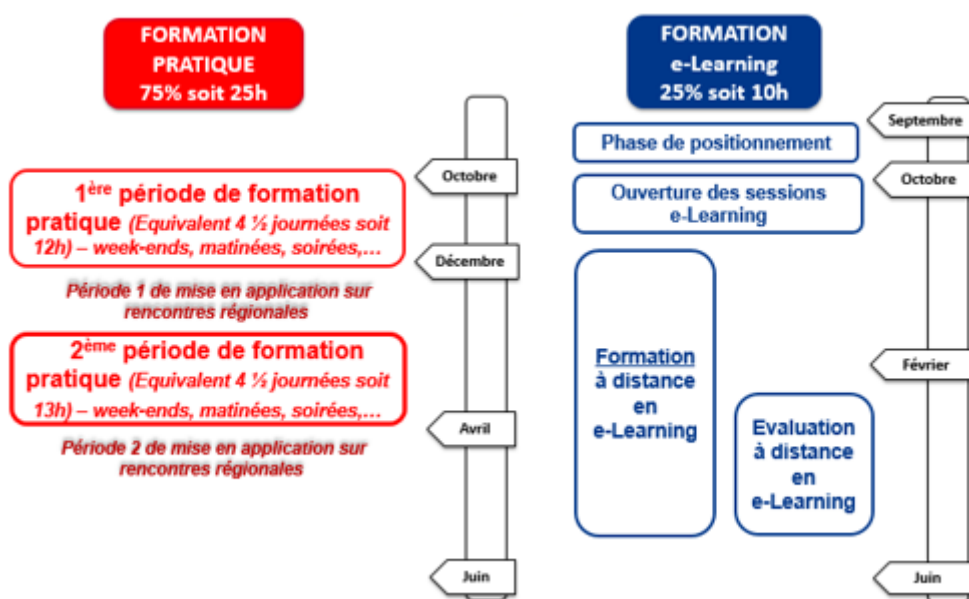 FORMATION
PRATIQUE
75% soit 25h
Octobre
1ère période de formation
pratique (Equivalent 4 ½ journées soit
12h) – week-ends, matinées, soirées,…
Décembre
Période 1 de mise en application sur
rencontres régionales
2ème période de formation
pratique (Equivalent 4 ½ journées soit
13h) – week-ends, matinées, soirées,…
Avril
Période 2 de mise en application sur
rencontres régionales
Juin
FORMATION
e-Learning
25% soit 10h
Septembre
Phase de positionnement
Octobre
Ouverture des sessions
e-Learning
Formation
à distance
en
e-Learning
Février
Evaluation
à distance
en
e-Learning
Juin